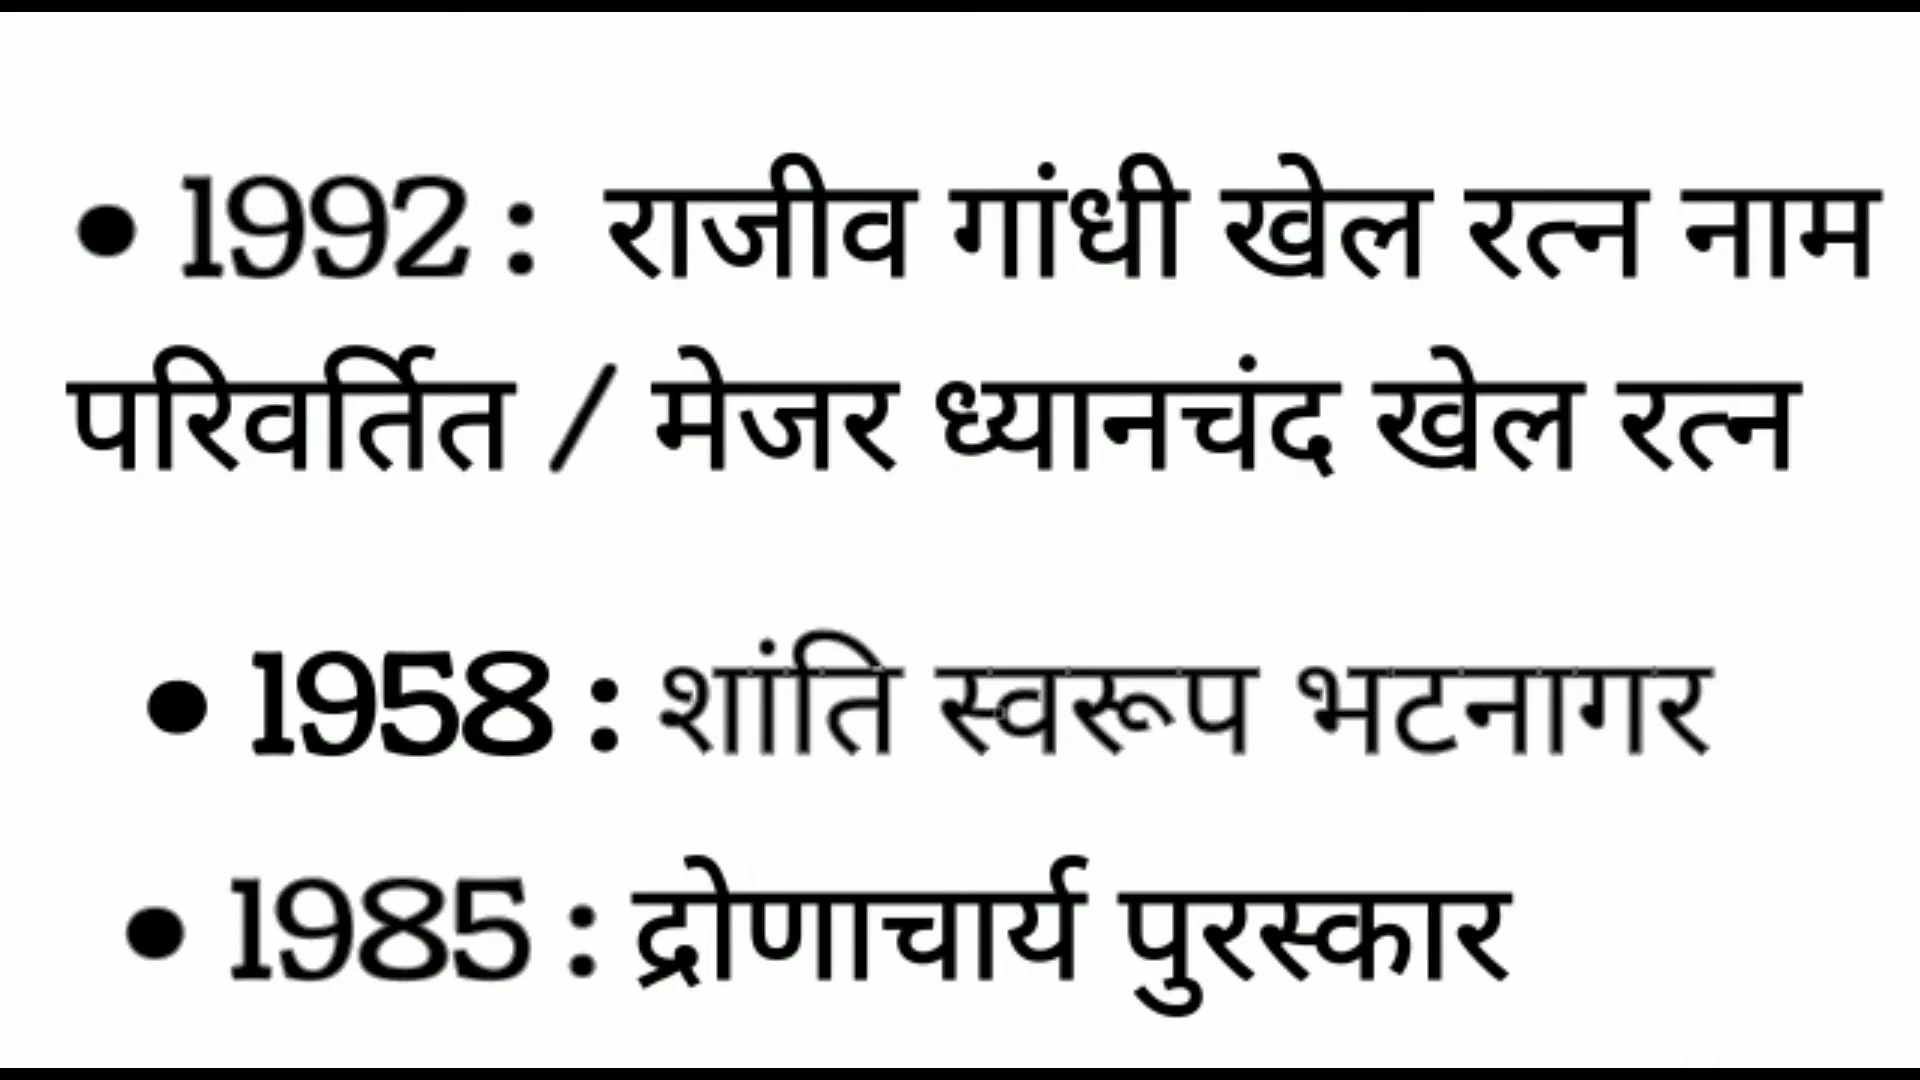 • 1992 : राजीव गांधी खेल रत्न नाम
परिवर्तित / मेजर ध्यानचंद खेल रत्न
• 1958 : शांति स्वरूप भटनागर
• 1985 : द्रोणाचार्य पुरस्कार